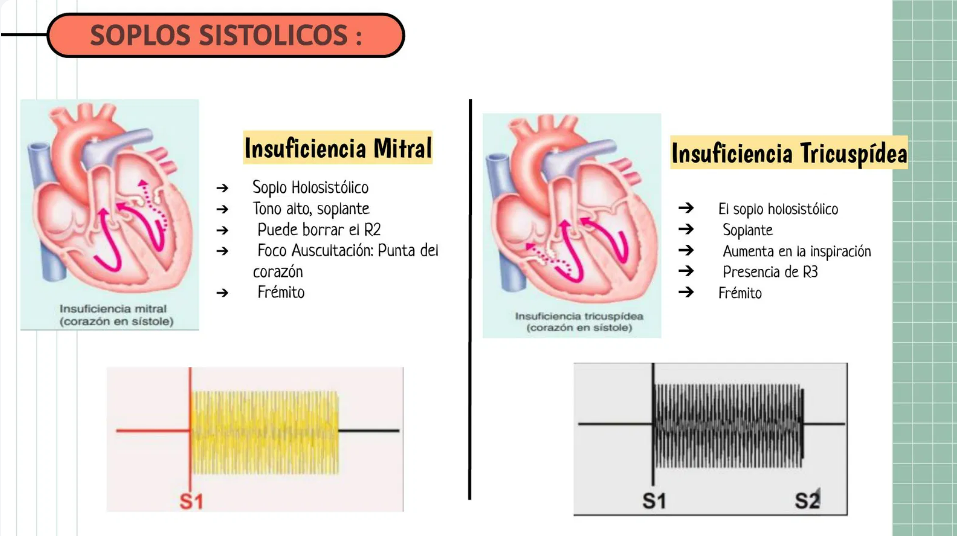 SOPLOS SISTOLICOS :
Insuficiencia Mitral
➔ Soplo Holosistólico
➔ Tono alto, soplante
➔ Puede borrar el R2
➔ Foco Auscultación: Punta del
corazón
➔ Frémito
Insuficiencia mitral
(corazón en sístole)
S1
Insuficiencia Tricuspídea
➔ El soplo holosistólico
➔ Soplante
➔ Aumenta en la inspiración
➔ Presencia de R3
➔ Frémito
Insuficiencia tricuspídea
(corazón en sístole)
S1 S2